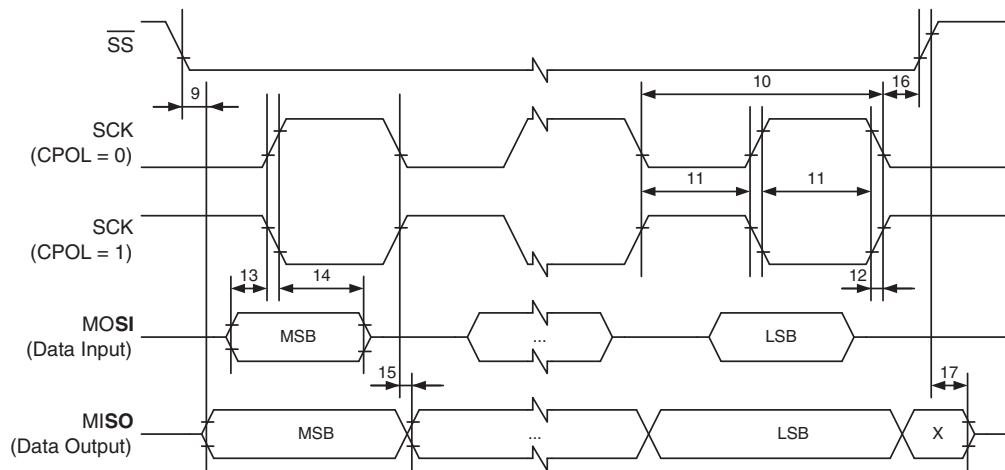 SS
9
10
16
SCK
(CPOL = 0)
11
11
SCK
(CPOL = 1)
13
14
12
MOSI
(Data Input)
MSB
...
LSB
15
17
MISO
(Data Output)
MSB
...
LSB
X